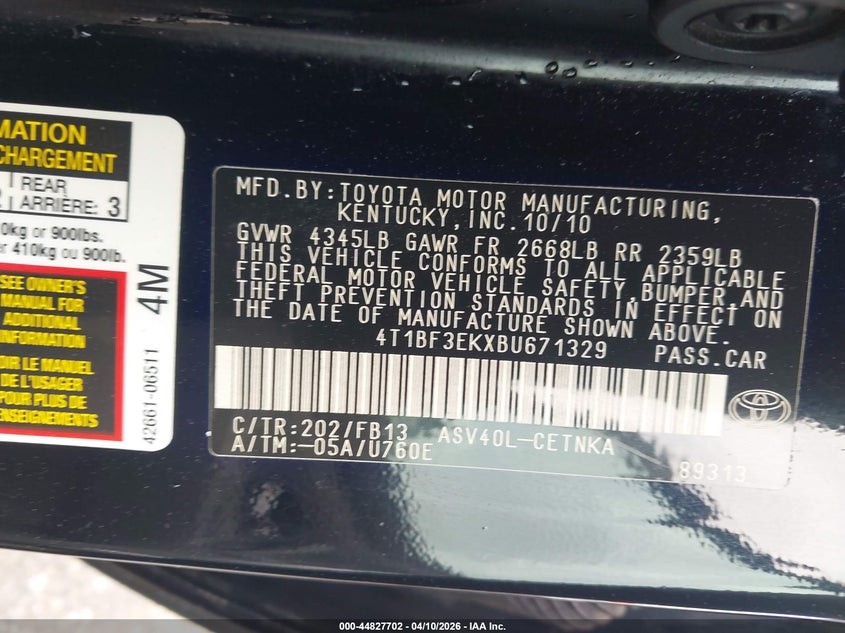 MATION
CHARGEMENT
REAR
ARRIÈRE: 3
0kg or 900lbs.
410kg ou 900lb.
SEE OWNER'S
MANUAL FOR
ADDITIONAL
INFORMATION
LE MANUEL
DE L'USAGER
POUR PLUS DE
ENSEIGNEMENTS
4M
42661-06511
MFD.BY:TOYOTA MOTOR MANUFACTURING,
KENTUCKY,INC.10/10
GVWR 4345LB GAWR FR 2668LB RR 2359LB
THIS VEHICLE CONFORMS TO ALL APPLICABLE
FEDERAL MOTOR VEHICLE SAFETY,BUMPER,AND
THEFT PREVENTION STANDARDS IN EFFECT ON
THE DATE OF MANUFACTURE SHOWN ABOVE.
4T1BF3EKXBU671329 PASS.CAR
C/TR:202/FB13 ASV40L-CETNKA
A/TM:-05A/U760E
89313
000-44827702 - 04/10/2026 - IAA Inc.